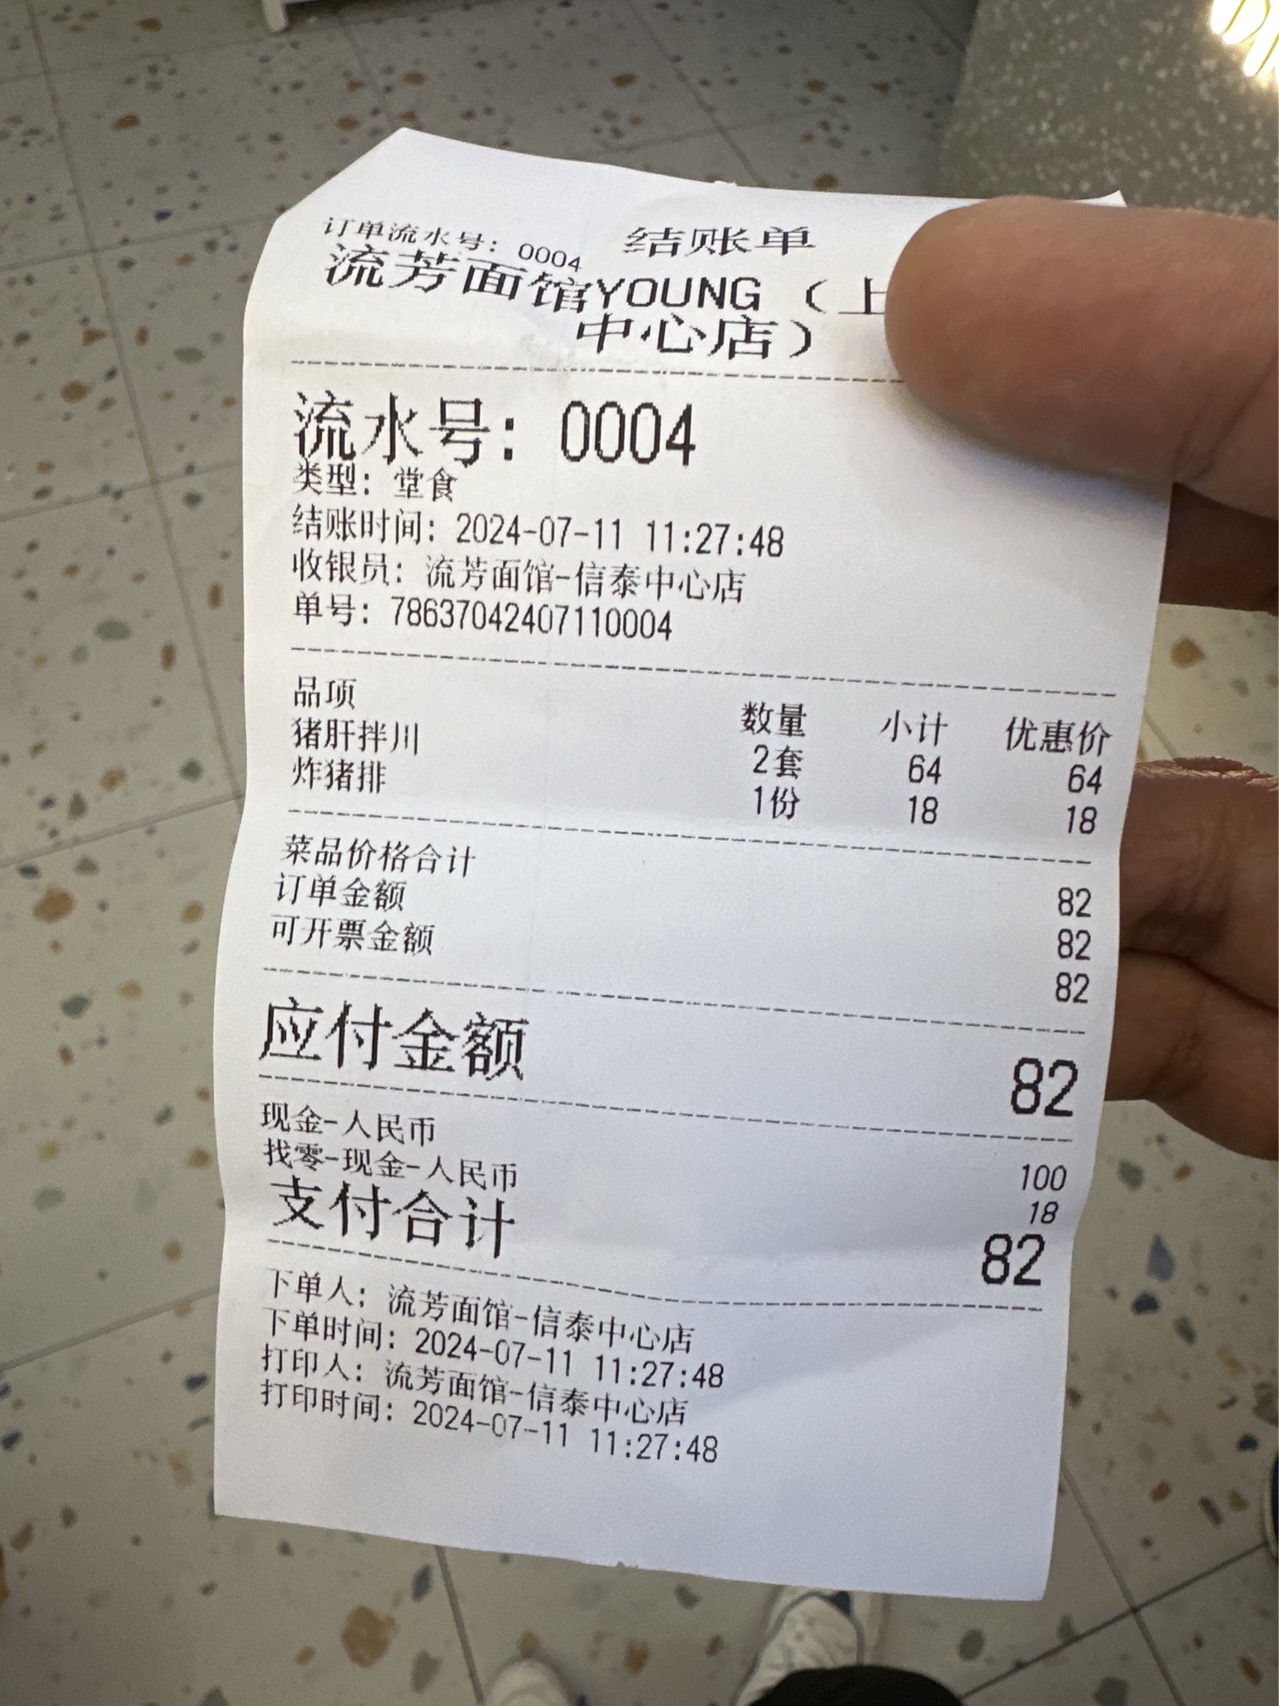 结账单
订单流水号: 0004
流芳面馆YOUNG (上
中心店)
流水号: 0004
类型: 堂食
结账时间: 2024-07-11 11:27:48
收银员: 流芳面馆-信泰中心店
单号: 78637042407110004
品项 数量 小计 优惠价
猪肝拌川 2套 64 64
炸猪排 1份 18 18
菜品价格合计 82
订单金额 82
可开票金额 82
应付金额 82
现金-人民币 100
找零-现金-人民币 18
支付合计 82
下单人: 流芳面馆-信泰中心店
下单时间: 2024-07-11 11:27:48
打印人: 流芳面馆-信泰中心店
打印时间: 2024-07-11 11:27:48